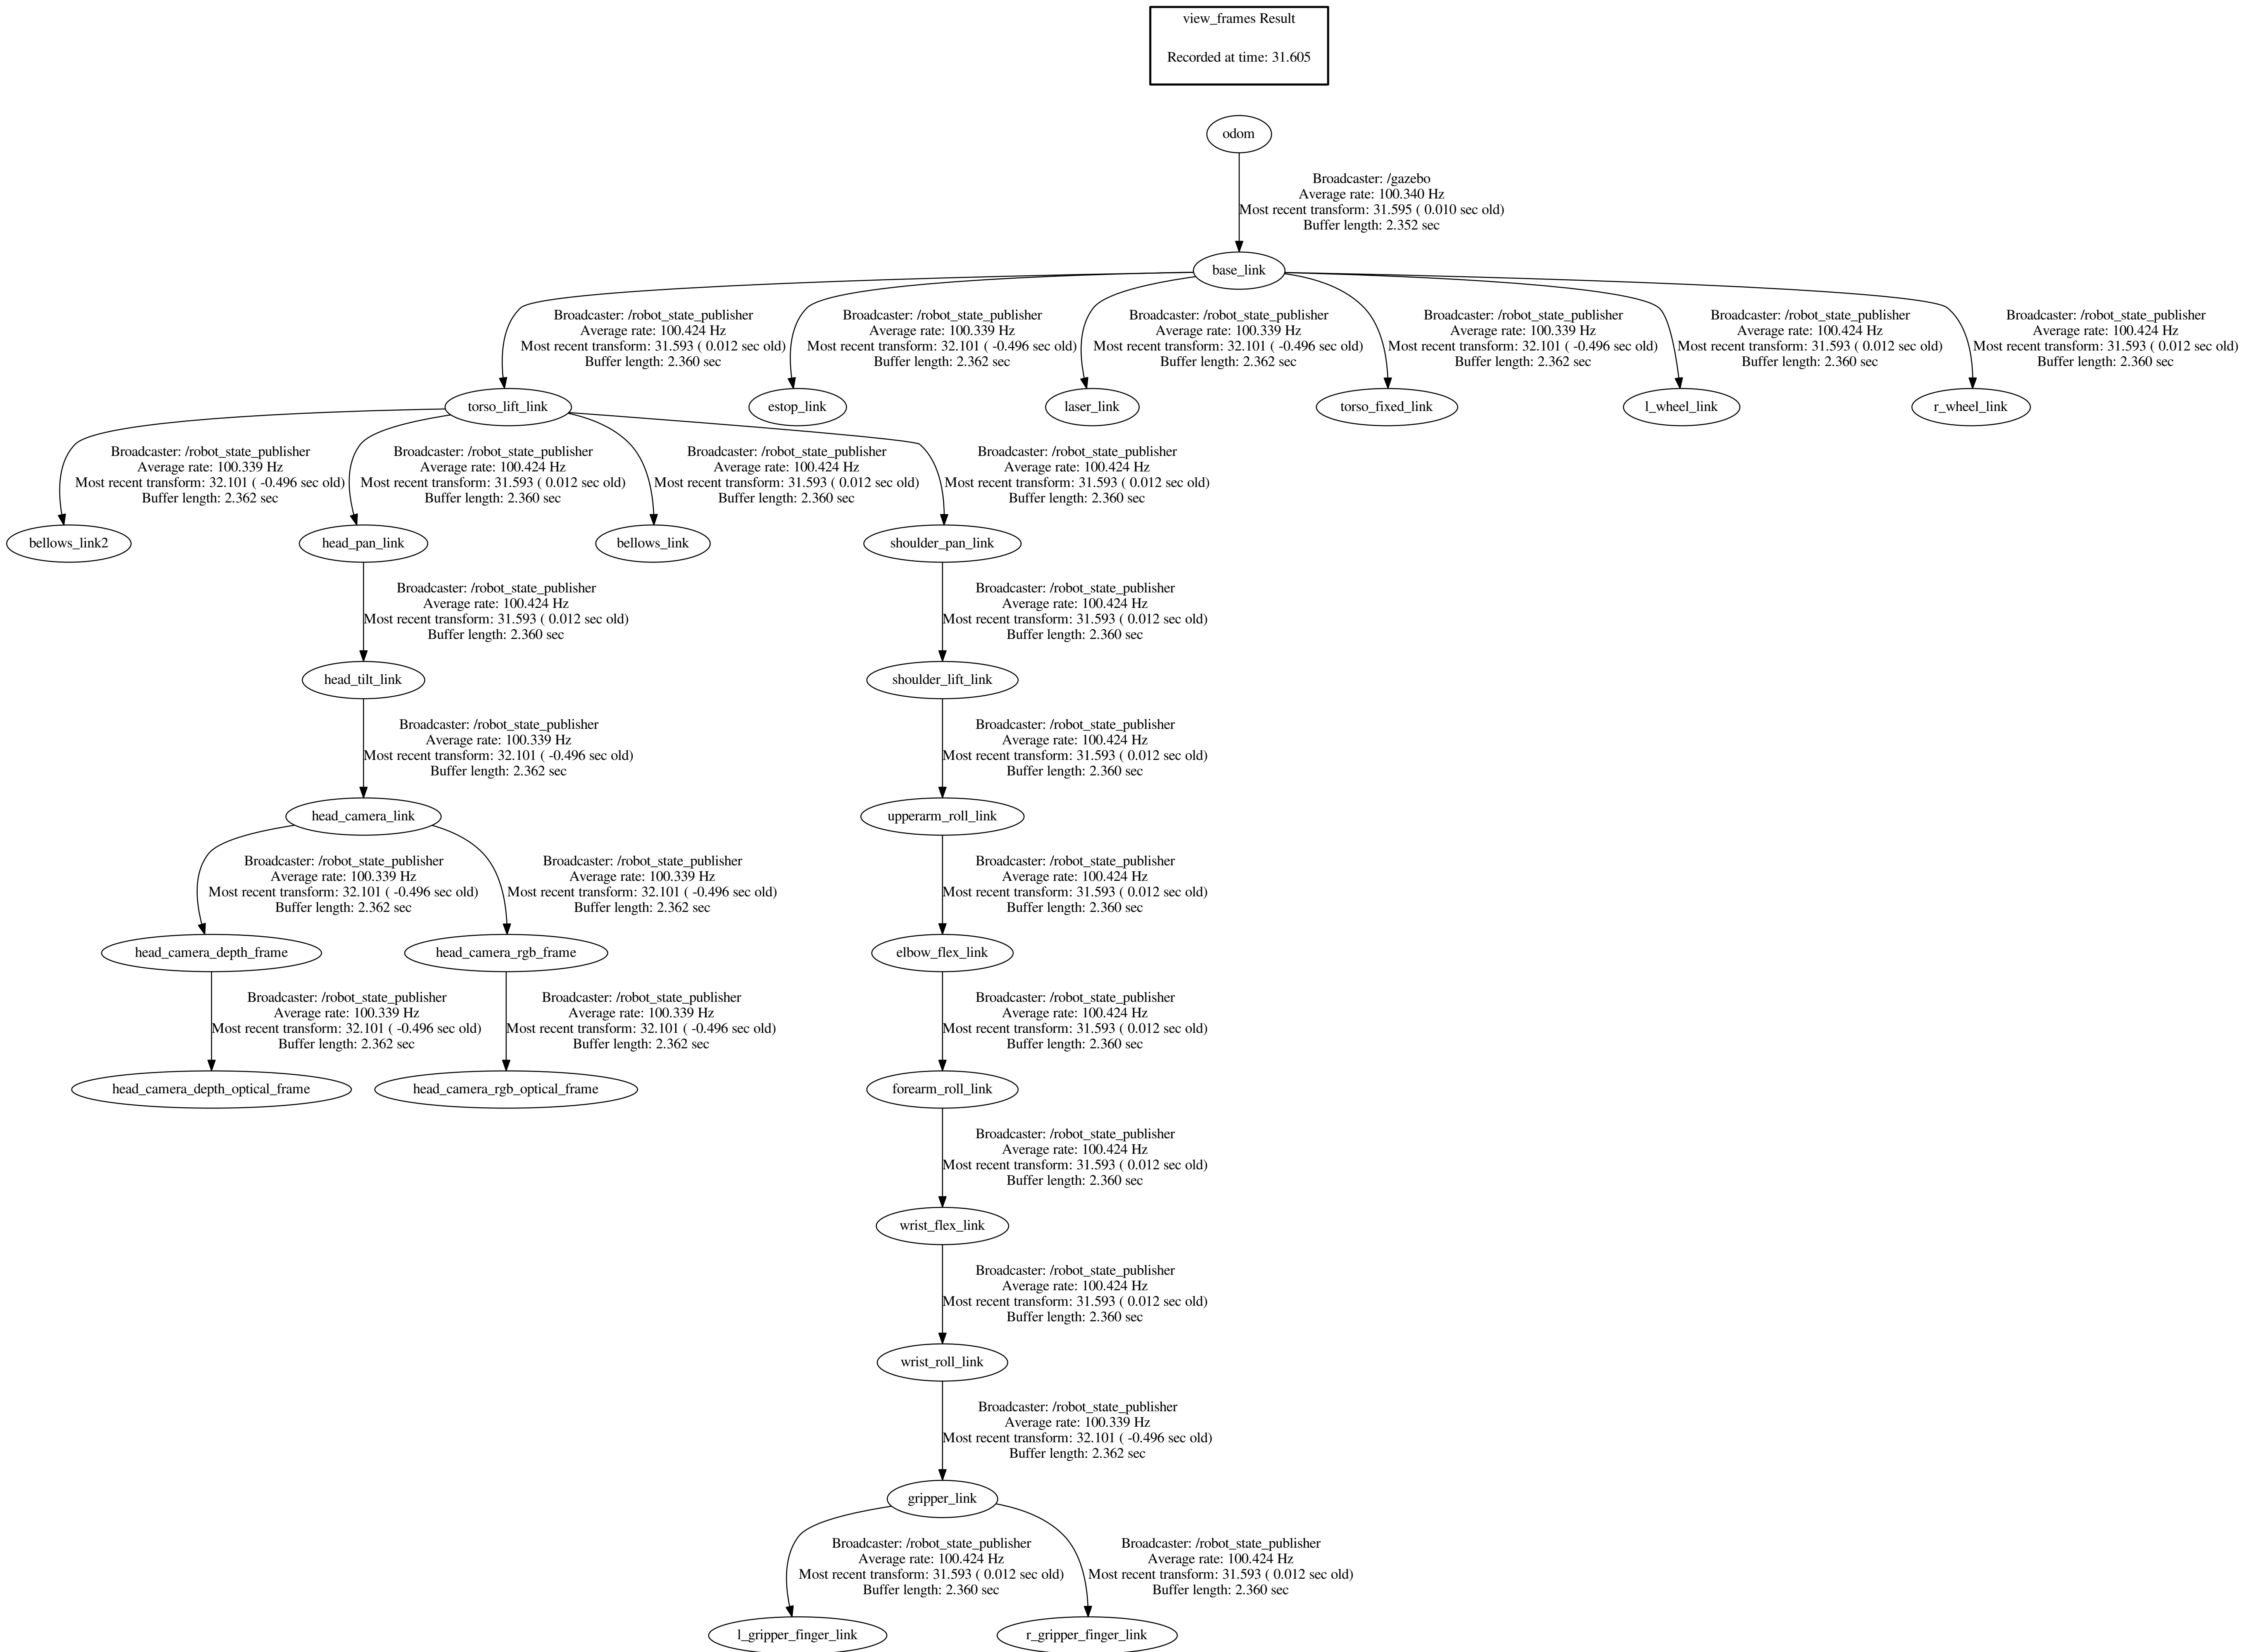 view_frames Result
Recorded at time: 31.605
odom
Broadcaster: /gazebo
Average rate: 100.340 Hz
Most recent transform: 31.595 ( 0.010 sec old)
Buffer length: 2.352 sec
base_link
Broadcaster: /robot_state_publisher
Average rate: 100.424 Hz
Most recent transform: 31.593 ( 0.012 sec old)
Buffer length: 2.360 sec
Broadcaster: /robot_state_publisher
Average rate: 100.339 Hz
Most recent transform: 32.101 ( -0.496 sec old)
Buffer length: 2.362 sec
Broadcaster: /robot_state_publisher
Average rate: 100.339 Hz
Most recent transform: 32.101 ( -0.496 sec old)
Buffer length: 2.362 sec
Broadcaster: /robot_state_publisher
Average rate: 100.339 Hz
Most recent transform: 32.101 ( -0.496 sec old)
Buffer length: 2.362 sec
Broadcaster: /robot_state_publisher
Average rate: 100.424 Hz
Most recent transform: 31.593 ( 0.012 sec old)
Buffer length: 2.360 sec
Broadcaster: /robot_state_publisher
Average rate: 100.424 Hz
Most recent transform: 31.593 ( 0.012 sec old)
Buffer length: 2.360 sec
torso_lift_link
estop_link
laser_link
torso_fixed_link
l_wheel_link
r_wheel_link
Broadcaster: /robot_state_publisher
Average rate: 100.339 Hz
Most recent transform: 32.101 ( -0.496 sec old)
Buffer length: 2.362 sec
Broadcaster: /robot_state_publisher
Average rate: 100.424 Hz
Most recent transform: 31.593 ( 0.012 sec old)
Buffer length: 2.360 sec
Broadcaster: /robot_state_publisher
Average rate: 100.424 Hz
Most recent transform: 31.593 ( 0.012 sec old)
Buffer length: 2.360 sec
Broadcaster: /robot_state_publisher
Average rate: 100.424 Hz
Most recent transform: 31.593 ( 0.012 sec old)
Buffer length: 2.360 sec
bellows_link2
head_pan_link
bellows_link
shoulder_pan_link
Broadcaster: /robot_state_publisher
Average rate: 100.424 Hz
Most recent transform: 31.593 ( 0.012 sec old)
Buffer length: 2.360 sec
Broadcaster: /robot_state_publisher
Average rate: 100.424 Hz
Most recent transform: 31.593 ( 0.012 sec old)
Buffer length: 2.360 sec
head_tilt_link
shoulder_lift_link
Broadcaster: /robot_state_publisher
Average rate: 100.339 Hz
Most recent transform: 32.101 ( -0.496 sec old)
Buffer length: 2.362 sec
Broadcaster: /robot_state_publisher
Average rate: 100.424 Hz
Most recent transform: 31.593 ( 0.012 sec old)
Buffer length: 2.360 sec
head_camera_link
upperarm_roll_link
Broadcaster: /robot_state_publisher
Average rate: 100.339 Hz
Most recent transform: 32.101 ( -0.496 sec old)
Buffer length: 2.362 sec
Broadcaster: /robot_state_publisher
Average rate: 100.339 Hz
Most recent transform: 32.101 ( -0.496 sec old)
Buffer length: 2.362 sec
Broadcaster: /robot_state_publisher
Average rate: 100.424 Hz
Most recent transform: 31.593 ( 0.012 sec old)
Buffer length: 2.360 sec
head_camera_depth_frame
head_camera_rgb_frame
elbow_flex_link
Broadcaster: /robot_state_publisher
Average rate: 100.339 Hz
Most recent transform: 32.101 ( -0.496 sec old)
Buffer length: 2.362 sec
Broadcaster: /robot_state_publisher
Average rate: 100.339 Hz
Most recent transform: 32.101 ( -0.496 sec old)
Buffer length: 2.362 sec
Broadcaster: /robot_state_publisher
Average rate: 100.424 Hz
Most recent transform: 31.593 ( 0.012 sec old)
Buffer length: 2.360 sec
head_camera_depth_optical_frame
head_camera_rgb_optical_frame
forearm_roll_link
Broadcaster: /robot_state_publisher
Average rate: 100.424 Hz
Most recent transform: 31.593 ( 0.012 sec old)
Buffer length: 2.360 sec
wrist_flex_link
Broadcaster: /robot_state_publisher
Average rate: 100.424 Hz
Most recent transform: 31.593 ( 0.012 sec old)
Buffer length: 2.360 sec
wrist_roll_link
Broadcaster: /robot_state_publisher
Average rate: 100.339 Hz
Most recent transform: 32.101 ( -0.496 sec old)
Buffer length: 2.362 sec
gripper_link
Broadcaster: /robot_state_publisher
Average rate: 100.424 Hz
Most recent transform: 31.593 ( 0.012 sec old)
Buffer length: 2.360 sec
Broadcaster: /robot_state_publisher
Average rate: 100.424 Hz
Most recent transform: 31.593 ( 0.012 sec old)
Buffer length: 2.360 sec
l_gripper_finger_link
r_gripper_finger_link